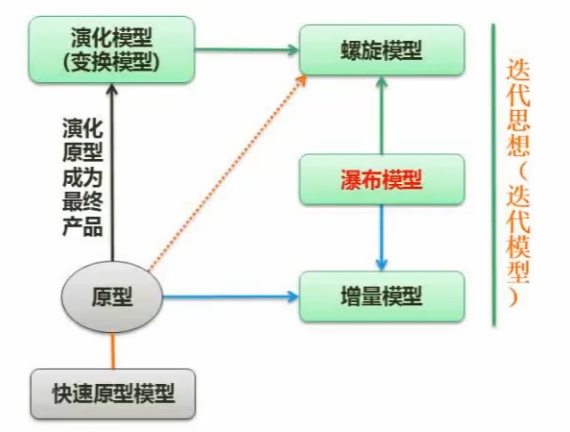 演化模型
(变换模型)
螺旋模型
演化
原型
成为
最终
产品
瀑布模型
原型
增量模型
快速原型模型
迭代思想(迭代模型)